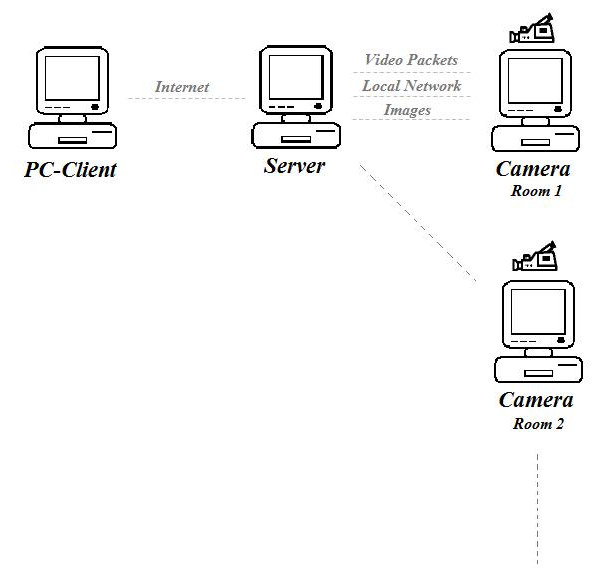 Internet
Video Packets
Local Network
Images
PC-Client
Server
Camera
Room 1
Camera
Room 2